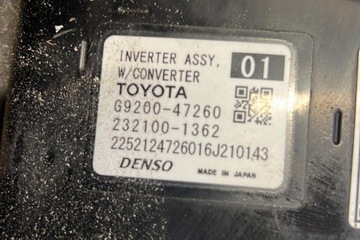 INVERTER ASSY, 01
W/CONVERTER
TOYOTA
G9200-47260
232100-1362
2252124726016J210143
DENSO MADE IN JAPAN